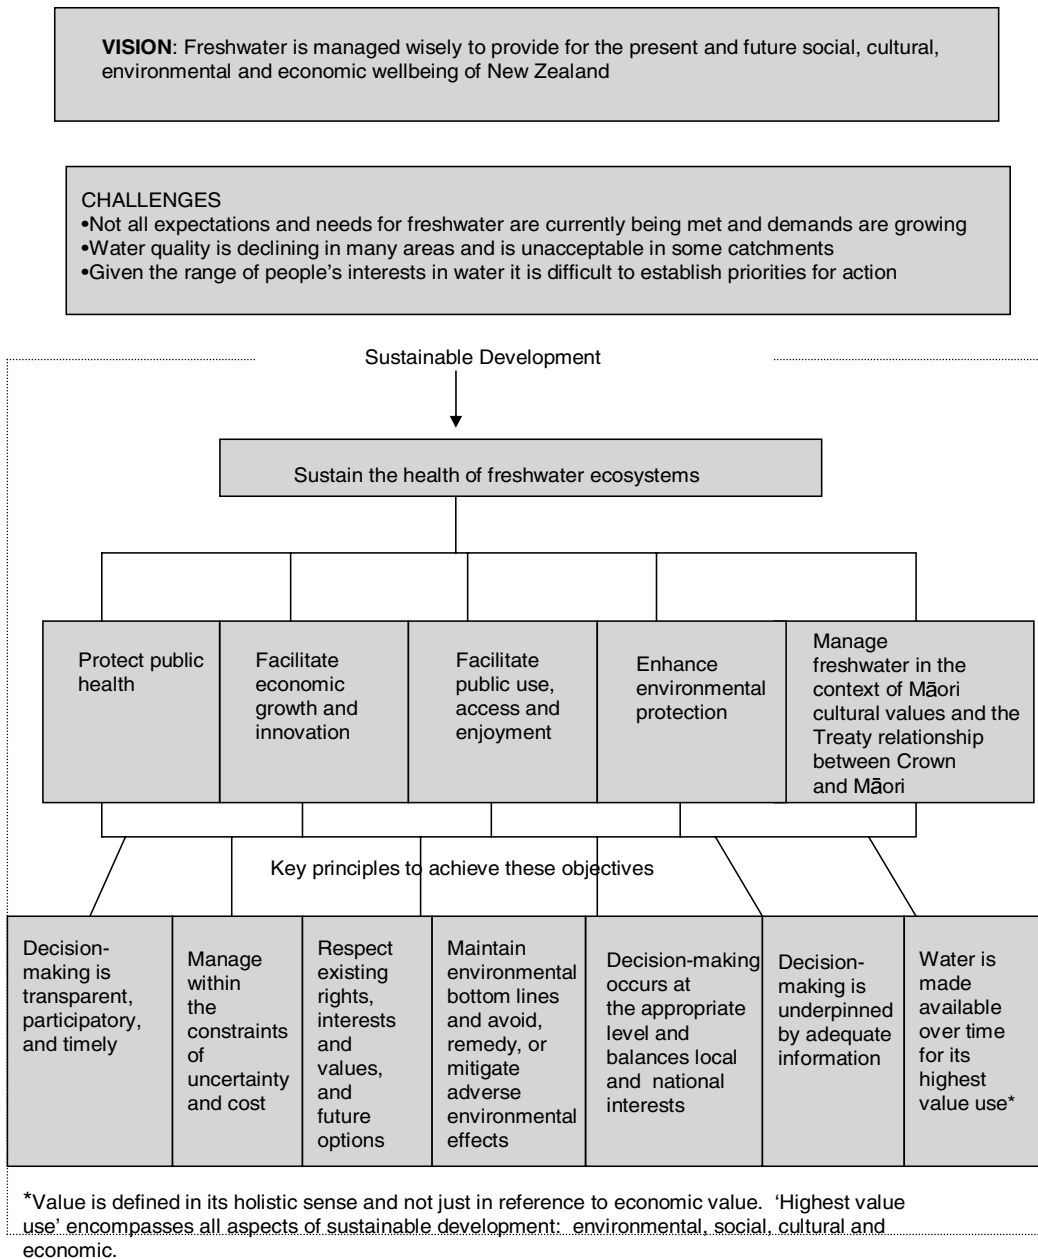 VISION: Freshwater is managed wisely to provide for the present and future social, cultural,
environmental and economic wellbeing of New Zealand
CHALLENGES
•Not all expectations and needs for freshwater are currently being met and demands are growing
•Water quality is declining in many areas and is unacceptable in some catchments
•Given the range of people’s interests in water it is difficult to establish priorities for action
Sustainable Development
Sustain the health of freshwater ecosystems
Protect public
health
Facilitate
economic
growth and
innovation
Facilitate
public use,
access and
enjoyment
Enhance
environmental
protection
Manage
freshwater in the
context of Māori
cultural values and the
Treaty relationship
between Crown
and Māori
Key principles to achieve these objectives
Decision-
making is
transparent,
participatory,
and timely
Manage
within
the
constraints
of
uncertainty
and cost
Respect
existing
rights,
interests
and
values,
and
future
options
Maintain
environmental
bottom lines
and avoid,
remedy, or
mitigate
adverse
environmental
effects
Decision-making
occurs at
the appropriate
level and
balances local
and national
interests
Decision-
making is
underpinned
by adequate
information
Water is
made
available
over time
for its
highest
value use*
*Value is defined in its holistic sense and not just in reference to economic value. ‘Highest value
use’ encompasses all aspects of sustainable development: environmental, social, cultural and
economic.